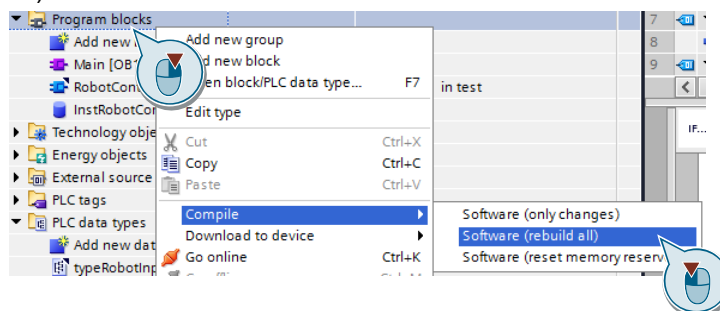 Program blocks
Add new
Main [OB1
RobotCon
InstRobotCor
Technology obje
Energy objects
External source
PLC tags
PLC data types
Add new dat
typeRobotInp
Add new group
d new block
en block/PLC data type... F7
Edit type
Cut Ctrl+X
Copy Ctrl+C
Paste Ctrl+V
Compile
Download to device
Go online Ctrl+K
Software (only changes)
Software (rebuild all)
Software (reset memory reserv
in test
7
8
9
IF...